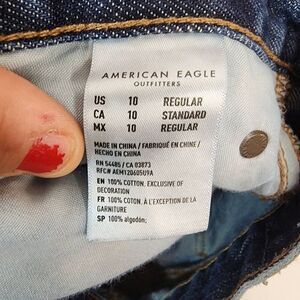 AMERICAN EAGLE
OUTFITTERS
US 10 REGULAR
CA 10 STANDARD
MX 10 REGULAR
MADE IN CHINA / FABRIQUÉ EN CHINE /
HECHO EN CHINA
RN 54485 / CA 03873
RFC# AEM120605U9A
EN 100% COTTON, EXCLUSIVE OF
DECORATION
FR 100% COTON, À L'EXCEPTION DE LA
GARNITURE
SP 100% algodón;